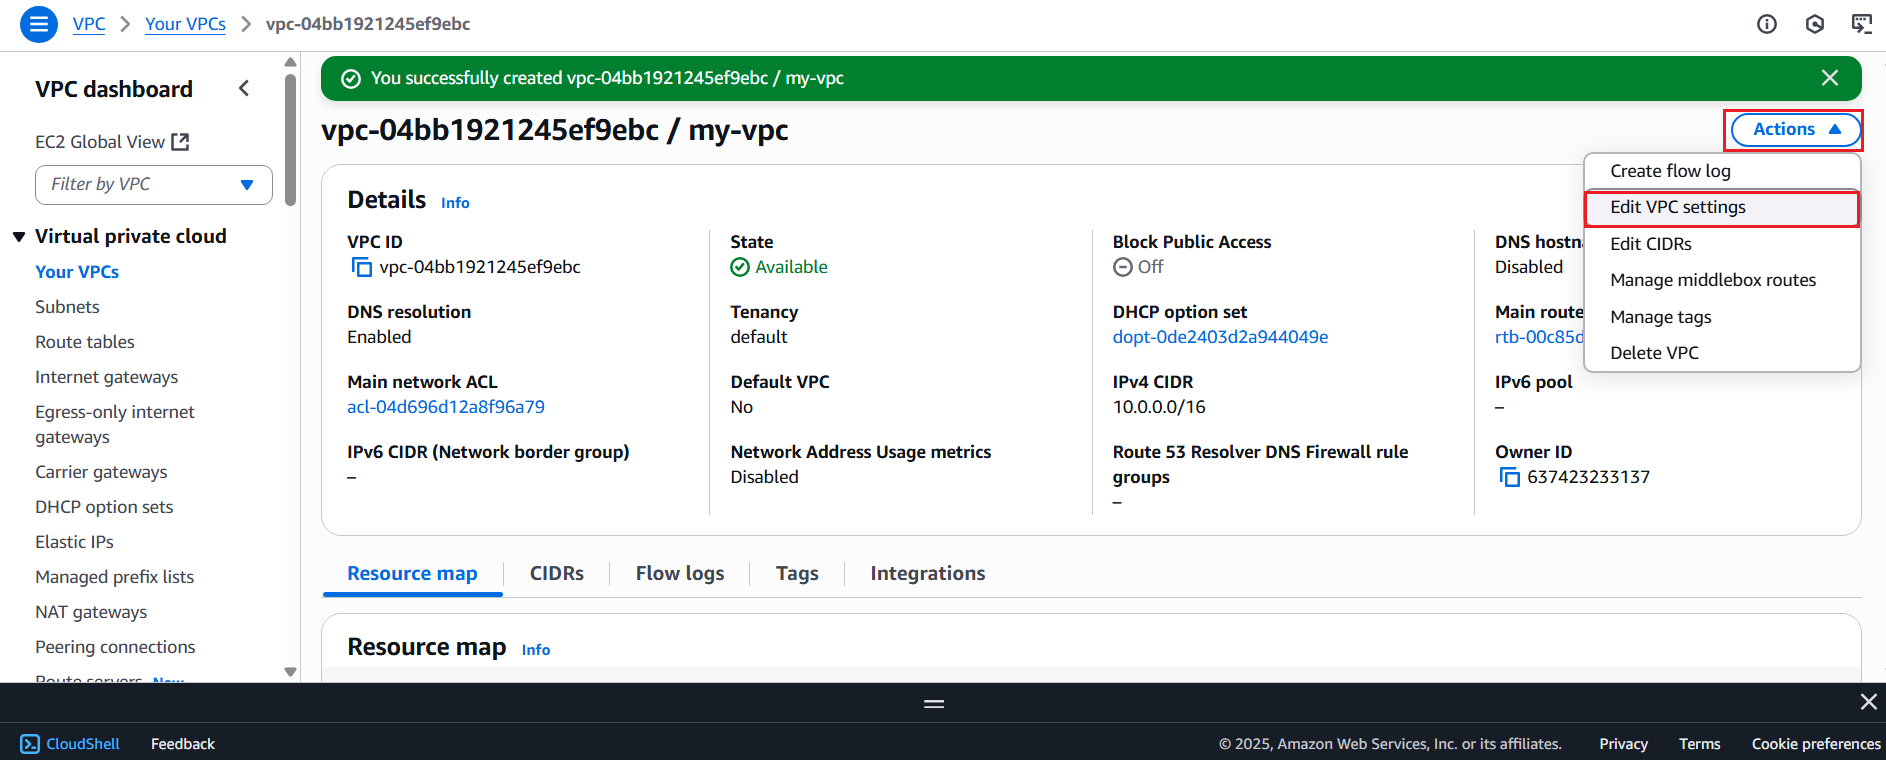 VPC
Your VPCs
vpc-04bb1921245ef9ebc
You successfully created vpc-04bb1921245ef9ebc / my-vpc
VPC dashboard
EC2 Global View
Filter by VPC
Virtual private cloud
Your VPCs
Subnets
Route tables
Internet gateways
Egress-only internet
gateways
Carrier gateways
DHCP option sets
Elastic IPs
Managed prefix lists
NAT gateways
Peering connections
Route servers New
vpc-04bb1921245ef9ebc / my-vpc
Actions
Create flow log
Edit VPC settings
Edit CIDRs
Manage middlebox routes
Manage tags
Delete VPC
Details Info
VPC ID
vpc-04bb1921245ef9ebc
State
Available
Block Public Access
Off
DNS hostn
Disabled
DNS resolution
Enabled
Tenancy
default
DHCP option set
dopt-0de2403d2a944049e
Main route
rtb-00c85d
Main network ACL
acl-04d696d12a8f96a79
Default VPC
No
IPv4 CIDR
10.0.0.0/16
IPv6 pool
–
IPv6 CIDR (Network border group)
–
Network Address Usage metrics
Disabled
Route 53 Resolver DNS Firewall rule
groups
–
Owner ID
637423233137
Resource map
CIDRs
Flow logs
Tags
Integrations
Resource map Info
CloudShell
Feedback
© 2025, Amazon Web Services, Inc. or its affiliates.
Privacy
Terms
Cookie preferences